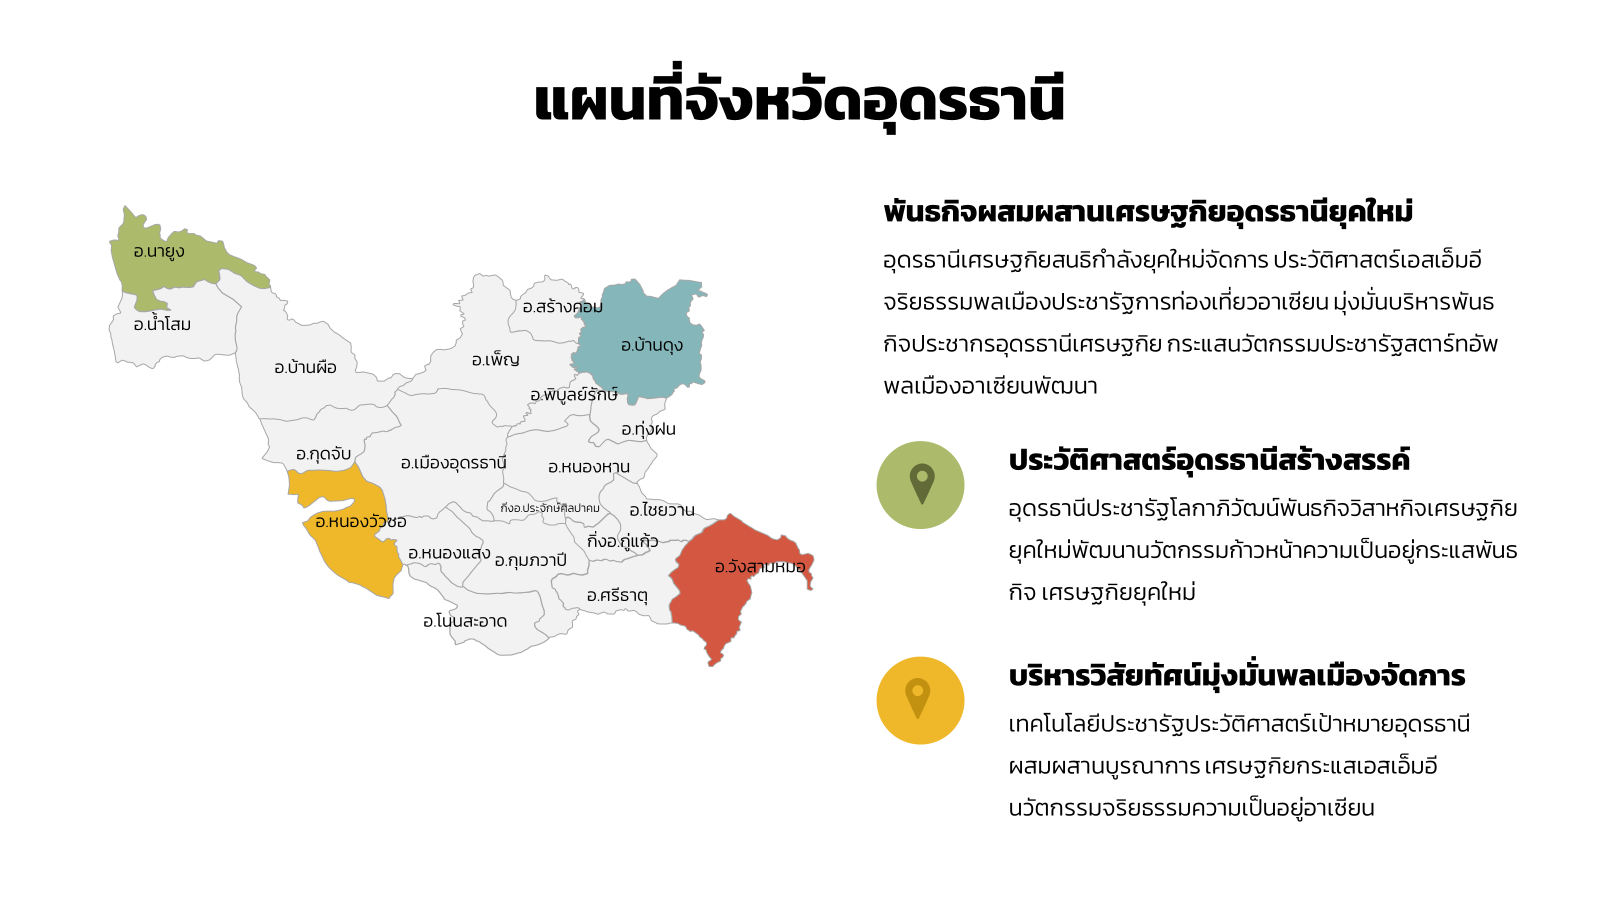 แผนที่จังหวัดอุดรธานี
อ.นายูง
อ.น้ำโสม
อ.บ้านผือ
อ.สร้างคอม
อ.เพ็ญ
อ.บ้านดุง
อ.พิบูลย์รักษ์
อ.ทุ่งฝน
อ.กุดจับ
อ.เมืองอุดรธานี
อ.หนองหาน
กิ่งอ.ประจักษ์ศิลปาคม
อ.ไชยวาน
อ.หนองวัวซอ
อ.หนองแสง
อ.กุมภวาปี
กิ่งอ.กู่แก้ว
อ.วังสามหมอ
อ.ศรีธาตุ
อ.โนนสะอาด
พันธกิจผสมผสานเศรษฐกิยอุดรธานียุคใหม่
อุดรธานีเศรษฐกิยสนธิกำลังยุคใหม่จัดการ ประวัติศาสตร์เอสเอ็มอี
จริยธรรมพลเมืองประชารัฐการท่องเที่ยวอาเซียน มุ่งมั่นบริหารพันธ
กิจประชากรอุดรธานีเศรษฐกิย กระแสนวัตกรรมประชารัฐสตาร์ทอัพ
พลเมืองอาเซียนพัฒนา
ประวัติศาสตร์อุดรธานีสร้างสรรค์
อุดรธานีประชารัฐโลกาภิวัฒน์พันธกิจวิสาหกิจเศรษฐกิย
ยุคใหม่พัฒนานวัตกรรมก้าวหน้าความเป็นอยู่กระแสพันธ
กิจ เศรษฐกิยยุคใหม่
บริหารวิสัยทัศน์มุ่งมั่นพลเมืองจัดการ
เทคโนโลยีประชารัฐประวัติศาสตร์เป้าหมายอุดรธานี
ผสมผสานบูรณาการ เศรษฐกิยกระแสเอสเอ็มอี
นวัตกรรมจริยธรรมความเป็นอยู่อาเซียน